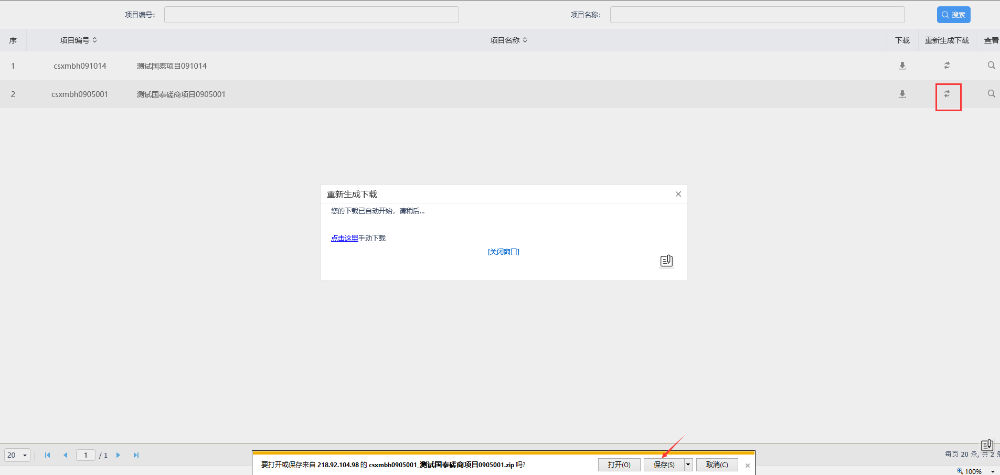 项目编号：
项目名称：
搜索
序 项目编号 项目名称 下载 重新生成下载 查看
1 csxmbh091014 测试国泰项目091014
2 csxmbh0905001 测试国泰磋商项目0905001
重新生成下载
您的下载已自动开始，请稍后...
点击这里手动下载
[关闭窗口]
20 1 / 1 每页 20 条, 共 2
要打开或保存来自 218.92.104.98 的 csxmbh0905001_测试国泰磋商项目0905001.zip 吗?
打开(O) 保存(S) 取消(C)
100%